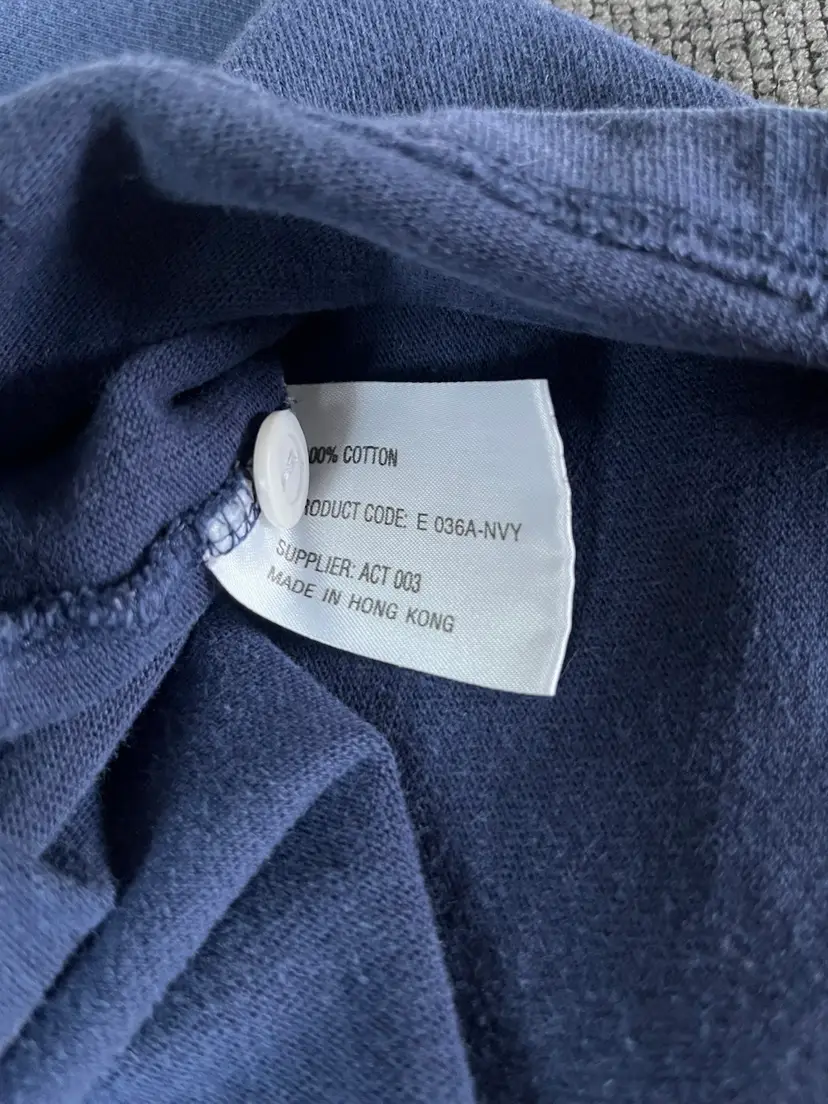 00% COTTON
RODUCT CODE: E 036A-NVY
SUPPLIER: ACT 003
MADE IN HONG KONG